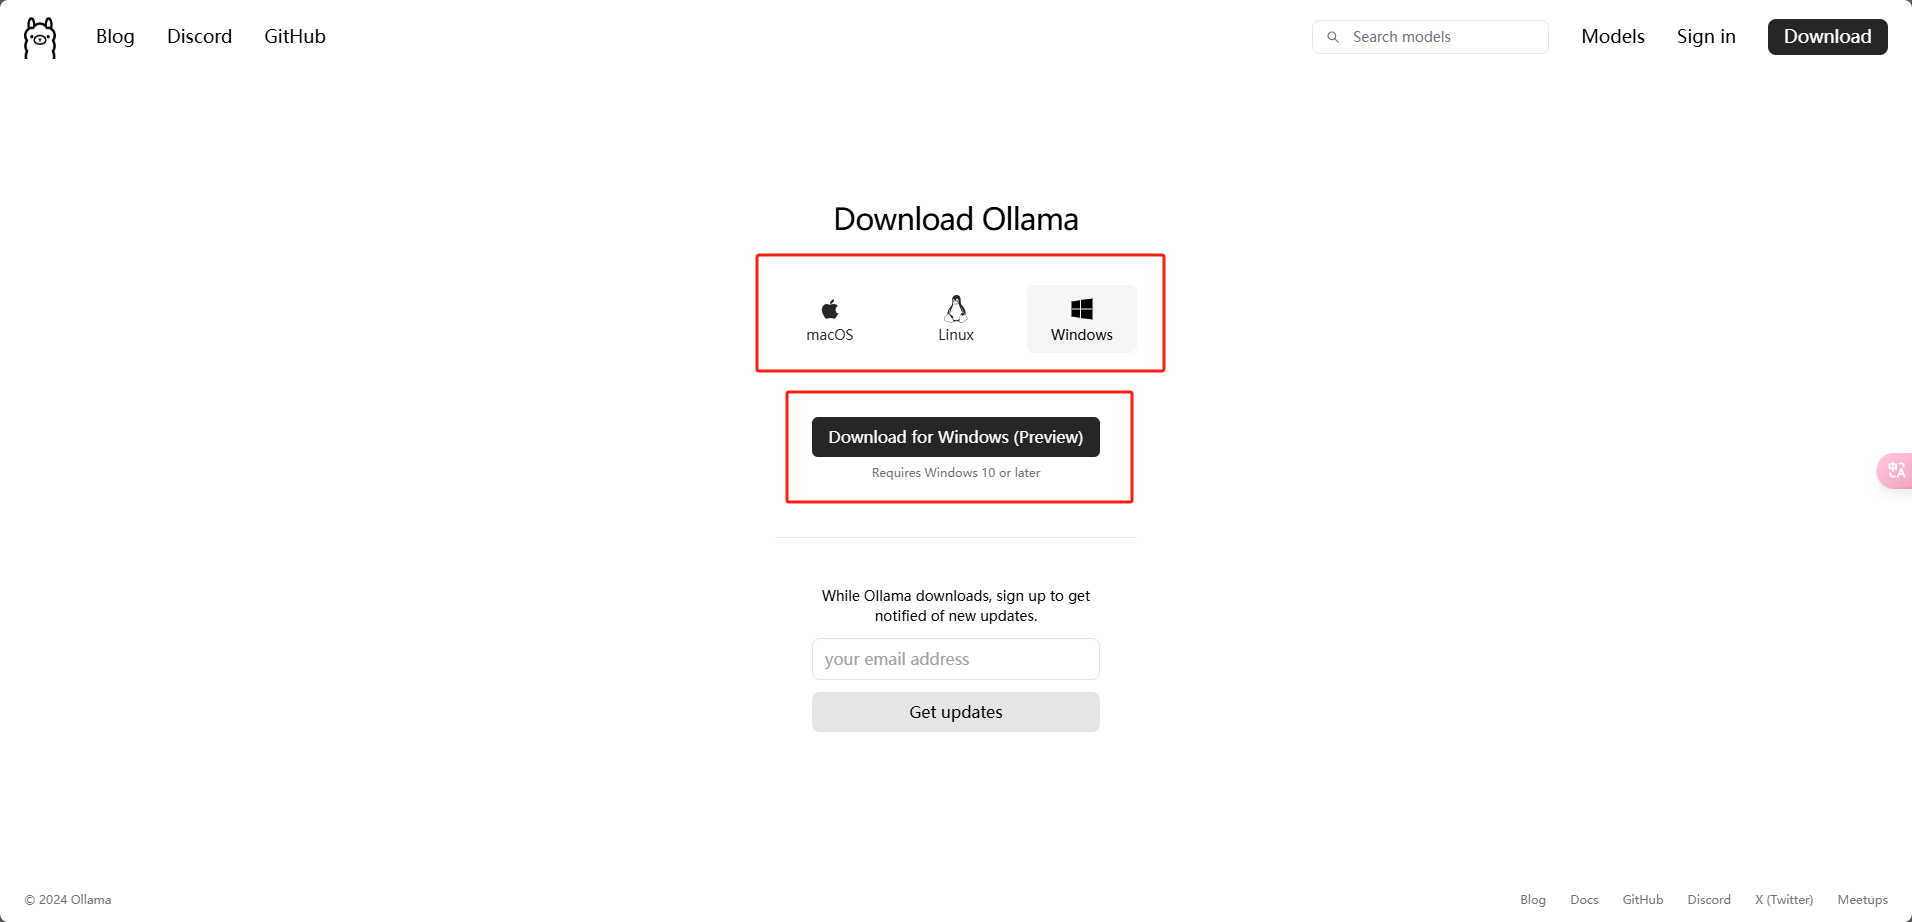 Blog Discord GitHub Search models Models Sign in Download
Download Ollama
macOS Linux Windows
Download for Windows (Preview)
Requires Windows 10 or later
While Ollama downloads, sign up to get
notified of new updates.
your email address
Get updates
© 2024 Ollama Blog Docs GitHub Discord X (Twitter) Meetups